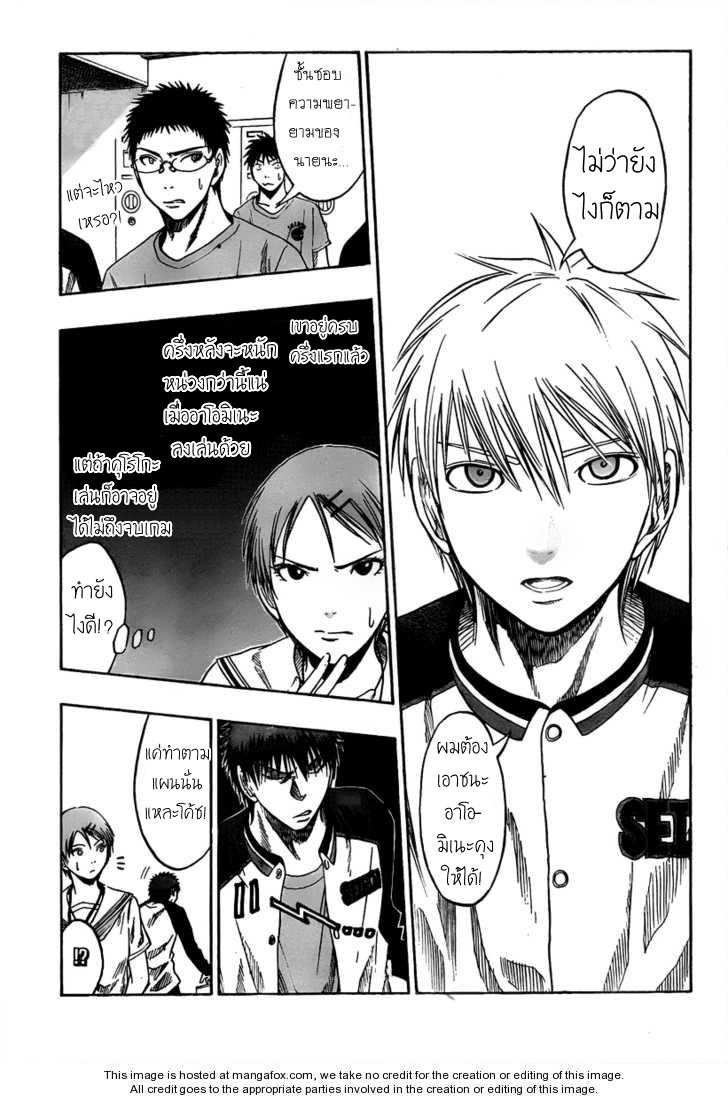 ไม่ว่ายัง
ไงก็ตาม
ผมต้อง
เอาชนะ
อาโอ-
มิเนะคุง
ให้ได้!
SEI
ชั้นชอบ
ความพยา-
ยามของ
นายนะ...
แต่จะไหว
เหรอ?!
เขาอยู่ครบ
ครึ่งแรกแล้ว
ครึ่งหลังจะหนัก
หน่วงกว่านี้แน่
เมื่ออาโอมิเนะ
ลงเล่นด้วย
แต่ถ้าคุโรโกะ
เล่นก็อาจอยู่
ได้ไม่ถึงจบเกม
ทำยัง
ไงดี!?
แค่ทำตาม
แผนนั่น
แหละโค้ช!
!?
This image is hosted at mangafox.com, we take no credit for the creation or editing of this image.
All credit goes to the appropriate parties involved in the creation or editing of this image.